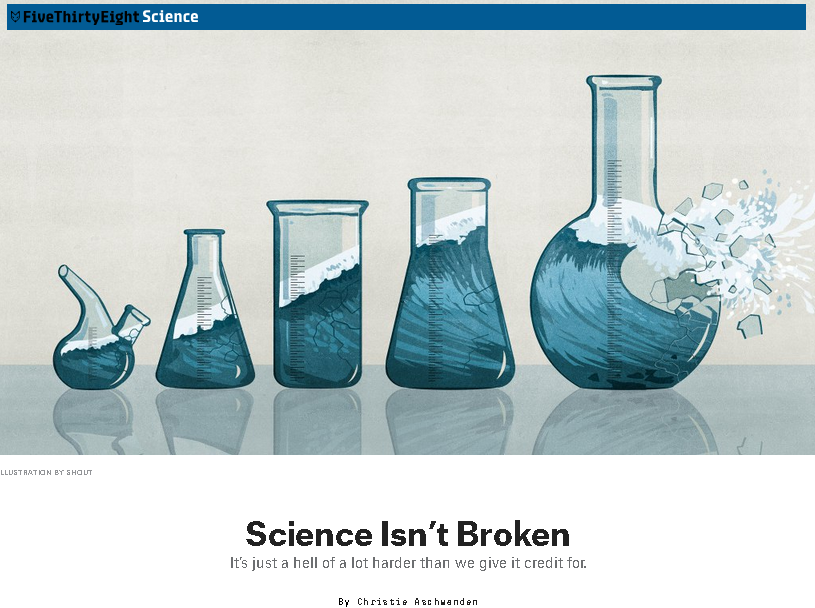 FiveThirtyEight Science
ILLUSTRATION BY SHOUT
Science Isn’t Broken
It’s just a hell of a lot harder than we give it credit for.
By Christie Aschwanden